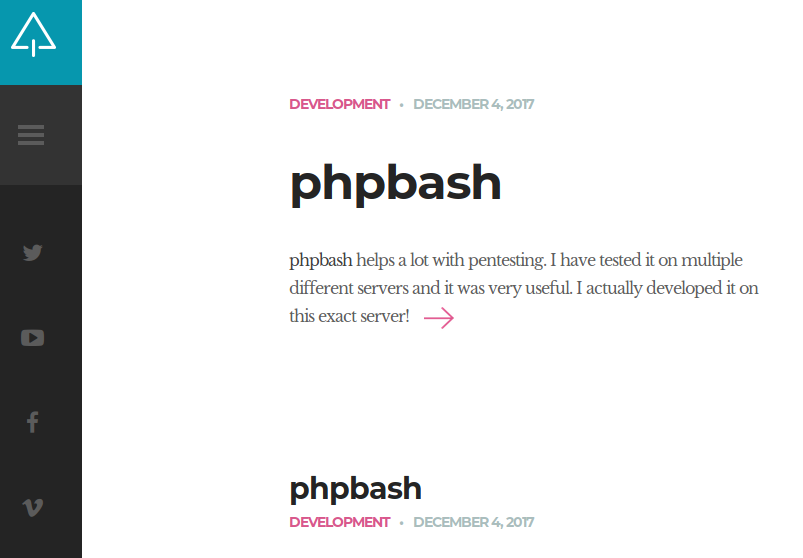 DEVELOPMENT • DECEMBER 4, 2017
phpbash
phpbash helps a lot with pentesting. I have tested it on multiple
different servers and it was very useful. I actually developed it on
this exact server!
phpbash
DEVELOPMENT • DECEMBER 4, 2017